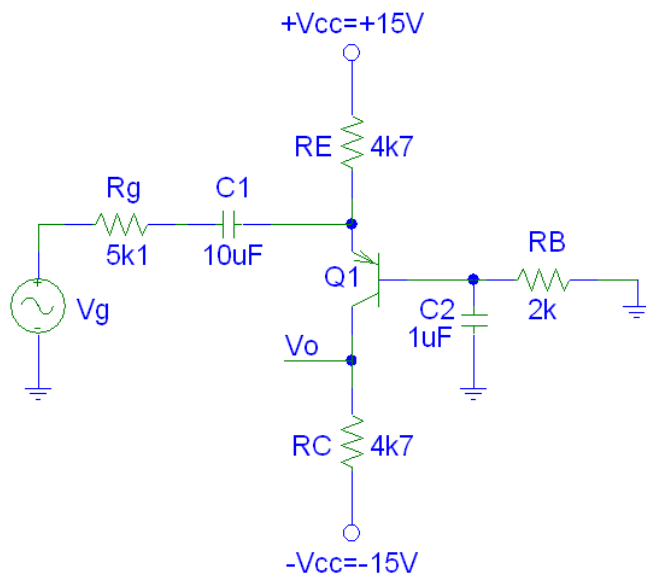 +Vcc=+15V
RE
4k7
Rg
C1
5k1
10uF
RB
Q1
Vg
C2
1uF
2k
Vo
RC
4k7
-Vcc=-15V